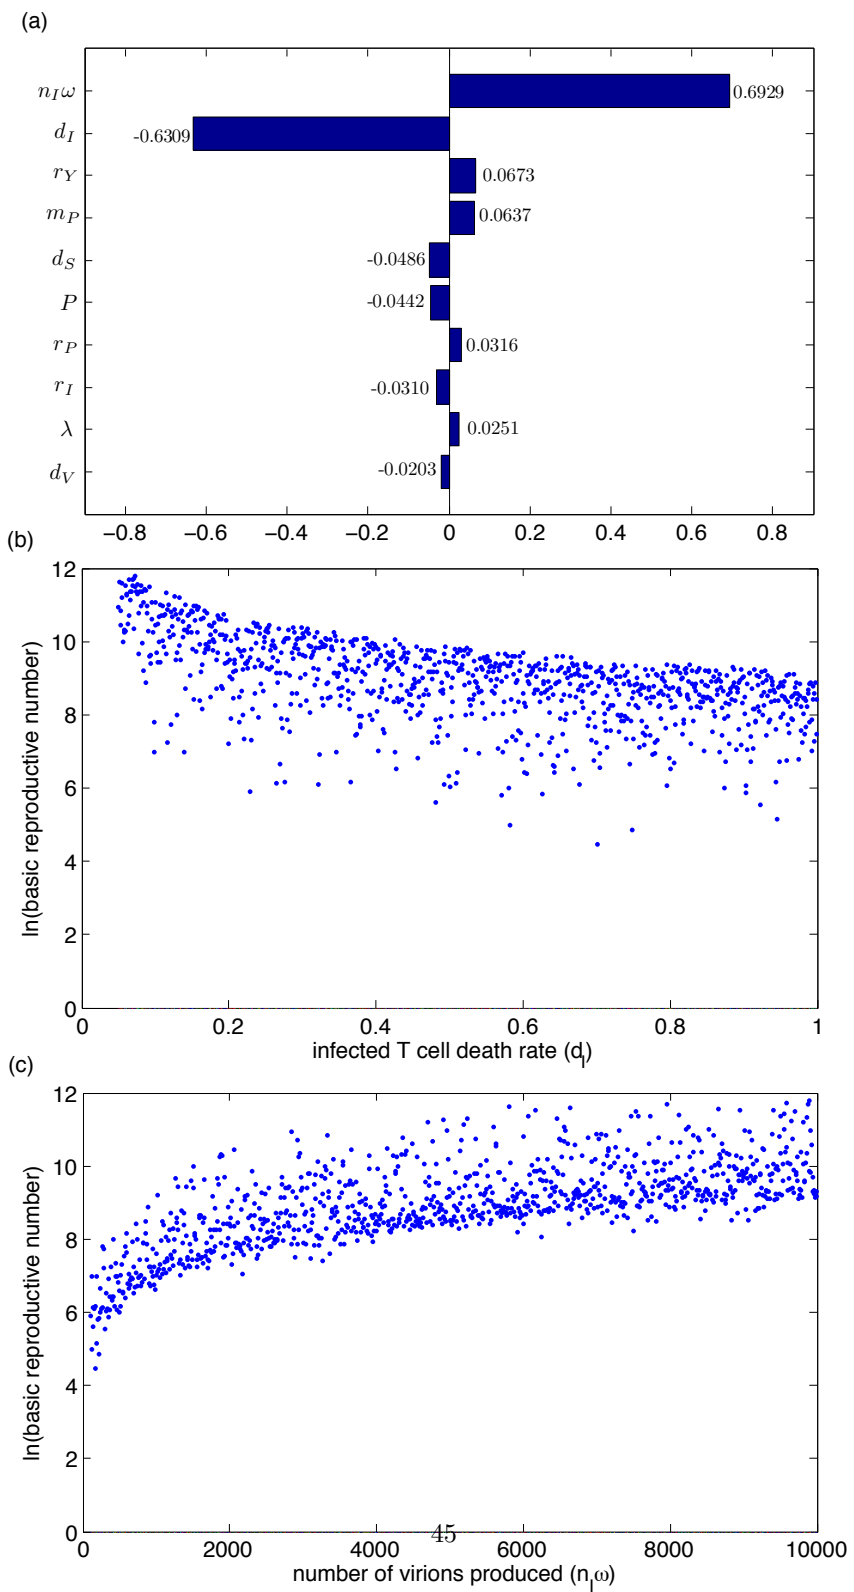 (a)
n_Iω
0.6929
-0.6309
d_I
r_Y
0.0673
m_P
0.0637
d_S
-0.0486
P
-0.0442
r_P
0.0316
r_I
-0.0310
λ
0.0251
d_V
-0.0203
−0.8 −0.6 −0.4 −0.2 0 0.2 0.4 0.6 0.8
(b)
12
10
8
6
4
2
0
ln(basic reproductive number)
0 0.2 0.4 0.6 0.8 1
infected T cell death rate (d_I)
(c)
12
10
8
6
4
2
0
ln(basic reproductive number)
45
0 2000 4000 6000 8000 10000
number of virions produced (n_Iω)